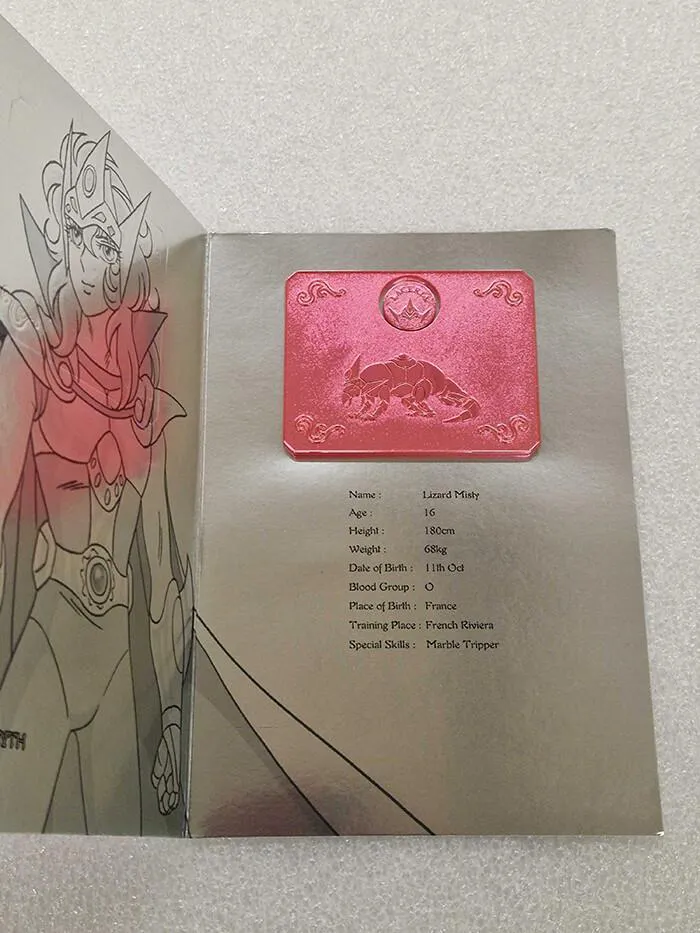 LACERTA
Name : Lizard Misty
Age : 16
Height : 180cm
Weight : 68kg
Date of Birth : 11th Oct
Blood Group : O
Place of Birth : France
Training Place : French Riviera
Special Skills : Marble Tripper